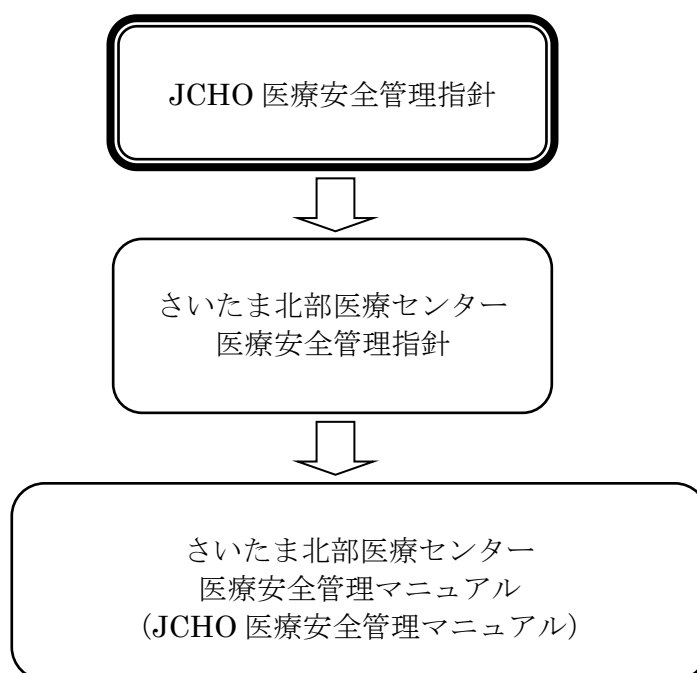 JCHO 医療安全管理指針
さいたま北部医療センター
医療安全管理指針
さいたま北部医療センター
医療安全管理マニュアル
（JCHO 医療安全管理マニュアル）